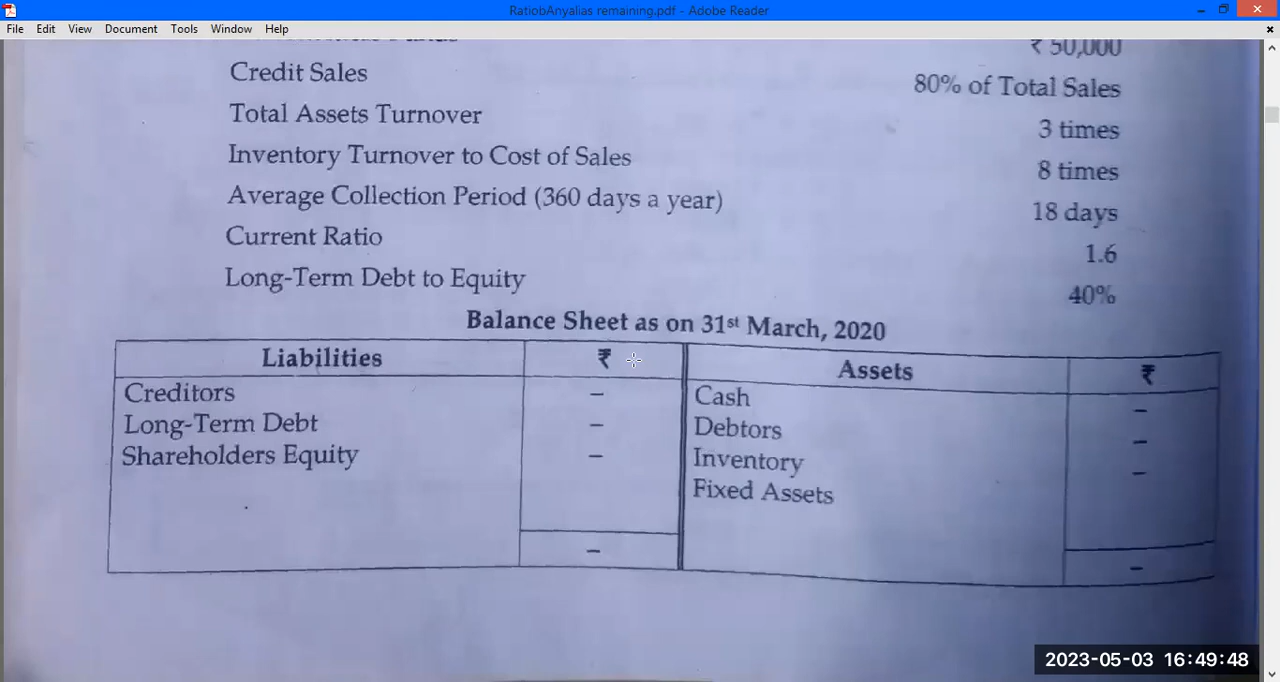 RatiobAnyalias remaining.pdf - Adobe Reader
File Edit View Document Tools Window Help
₹ 50,000
Credit Sales 80% of Total Sales
Total Assets Turnover 3 times
Inventory Turnover to Cost of Sales 8 times
Average Collection Period (360 days a year) 18 days
Current Ratio 1.6
Long-Term Debt to Equity 40%
Balance Sheet as on 31st March, 2020
Liabilities ₹ Assets ₹
Creditors – Cash –
Long-Term Debt – Debtors –
Shareholders Equity – Inventory –
Fixed Assets
– –
2023-05-03 16:49:48